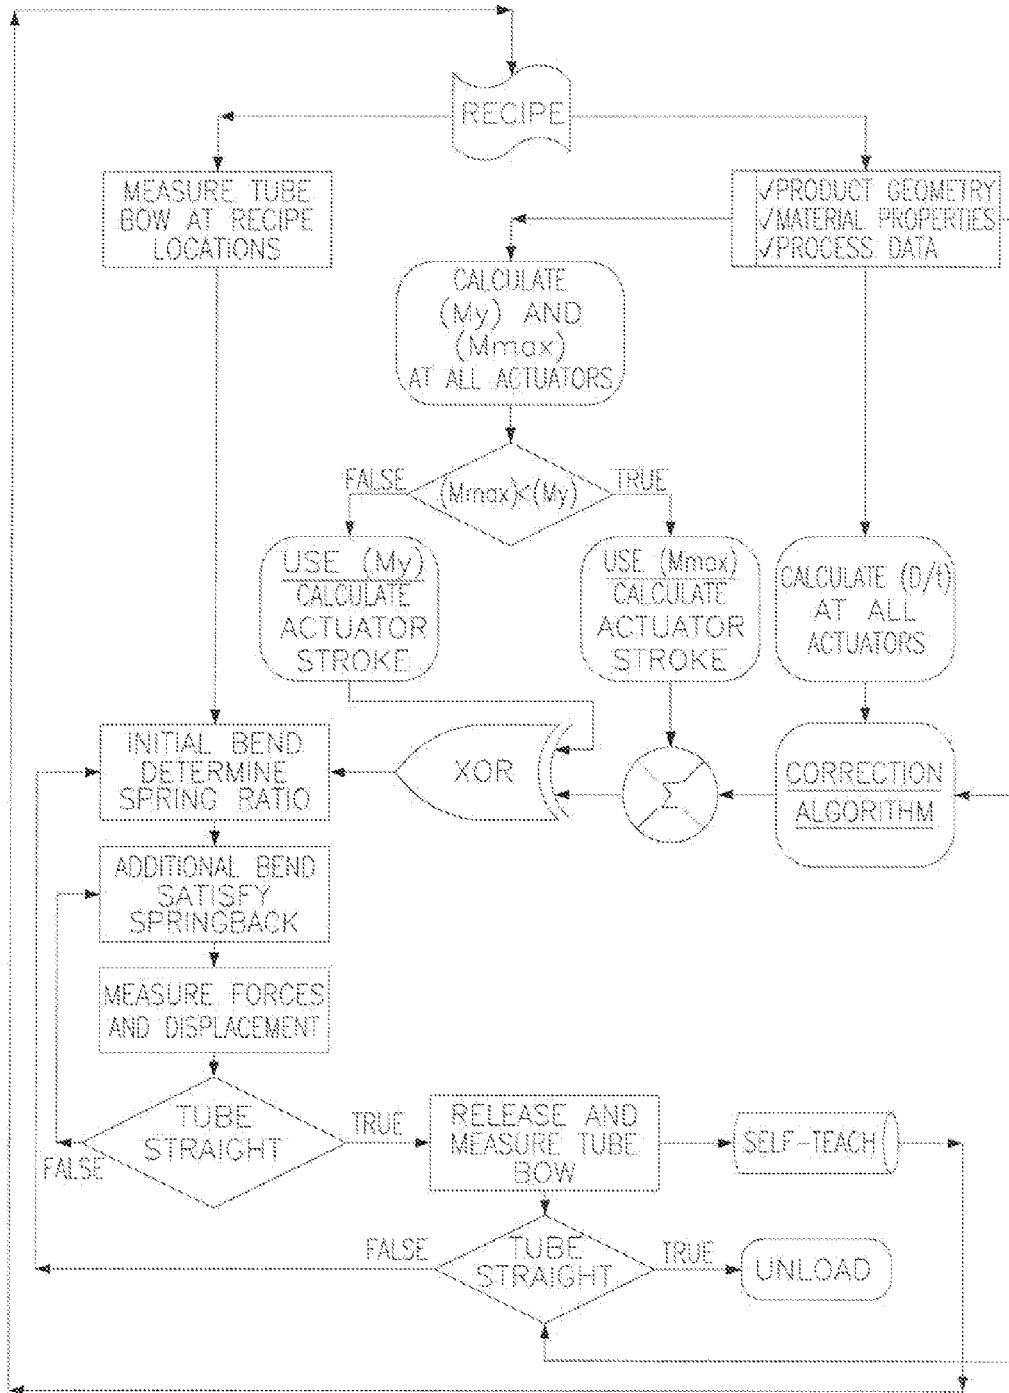 RECIPE
MEASURE TUBE
BOW AT RECIPE
LOCATIONS
✓PRODUCT GEOMETRY
✓MATERIAL PROPERTIES
✓PROCESS DATA
CALCULATE
(My) AND
(Mmax)
AT ALL ACTUATORS
FALSE
(Mmax)<(My)
TRUE
USE (My)
CALCULATE
ACTUATOR
STROKE
USE (Mmax)
CALCULATE
ACTUATOR
STROKE
CALCULATE (D/t)
AT ALL
ACTUATORS
INITIAL BEND
DETERMINE
SPRING RATIO
XOR
Σ
CORRECTION
ALGORITHM
ADDITIONAL BEND
SATISFY
SPRINGBACK
MEASURE FORCES
AND DISPLACEMENT
TUBE
STRAIGHT
FALSE
TRUE
RELEASE AND
MEASURE TUBE
BOW
SELF-TEACH
FALSE
TUBE
STRAIGHT
TRUE
UNLOAD